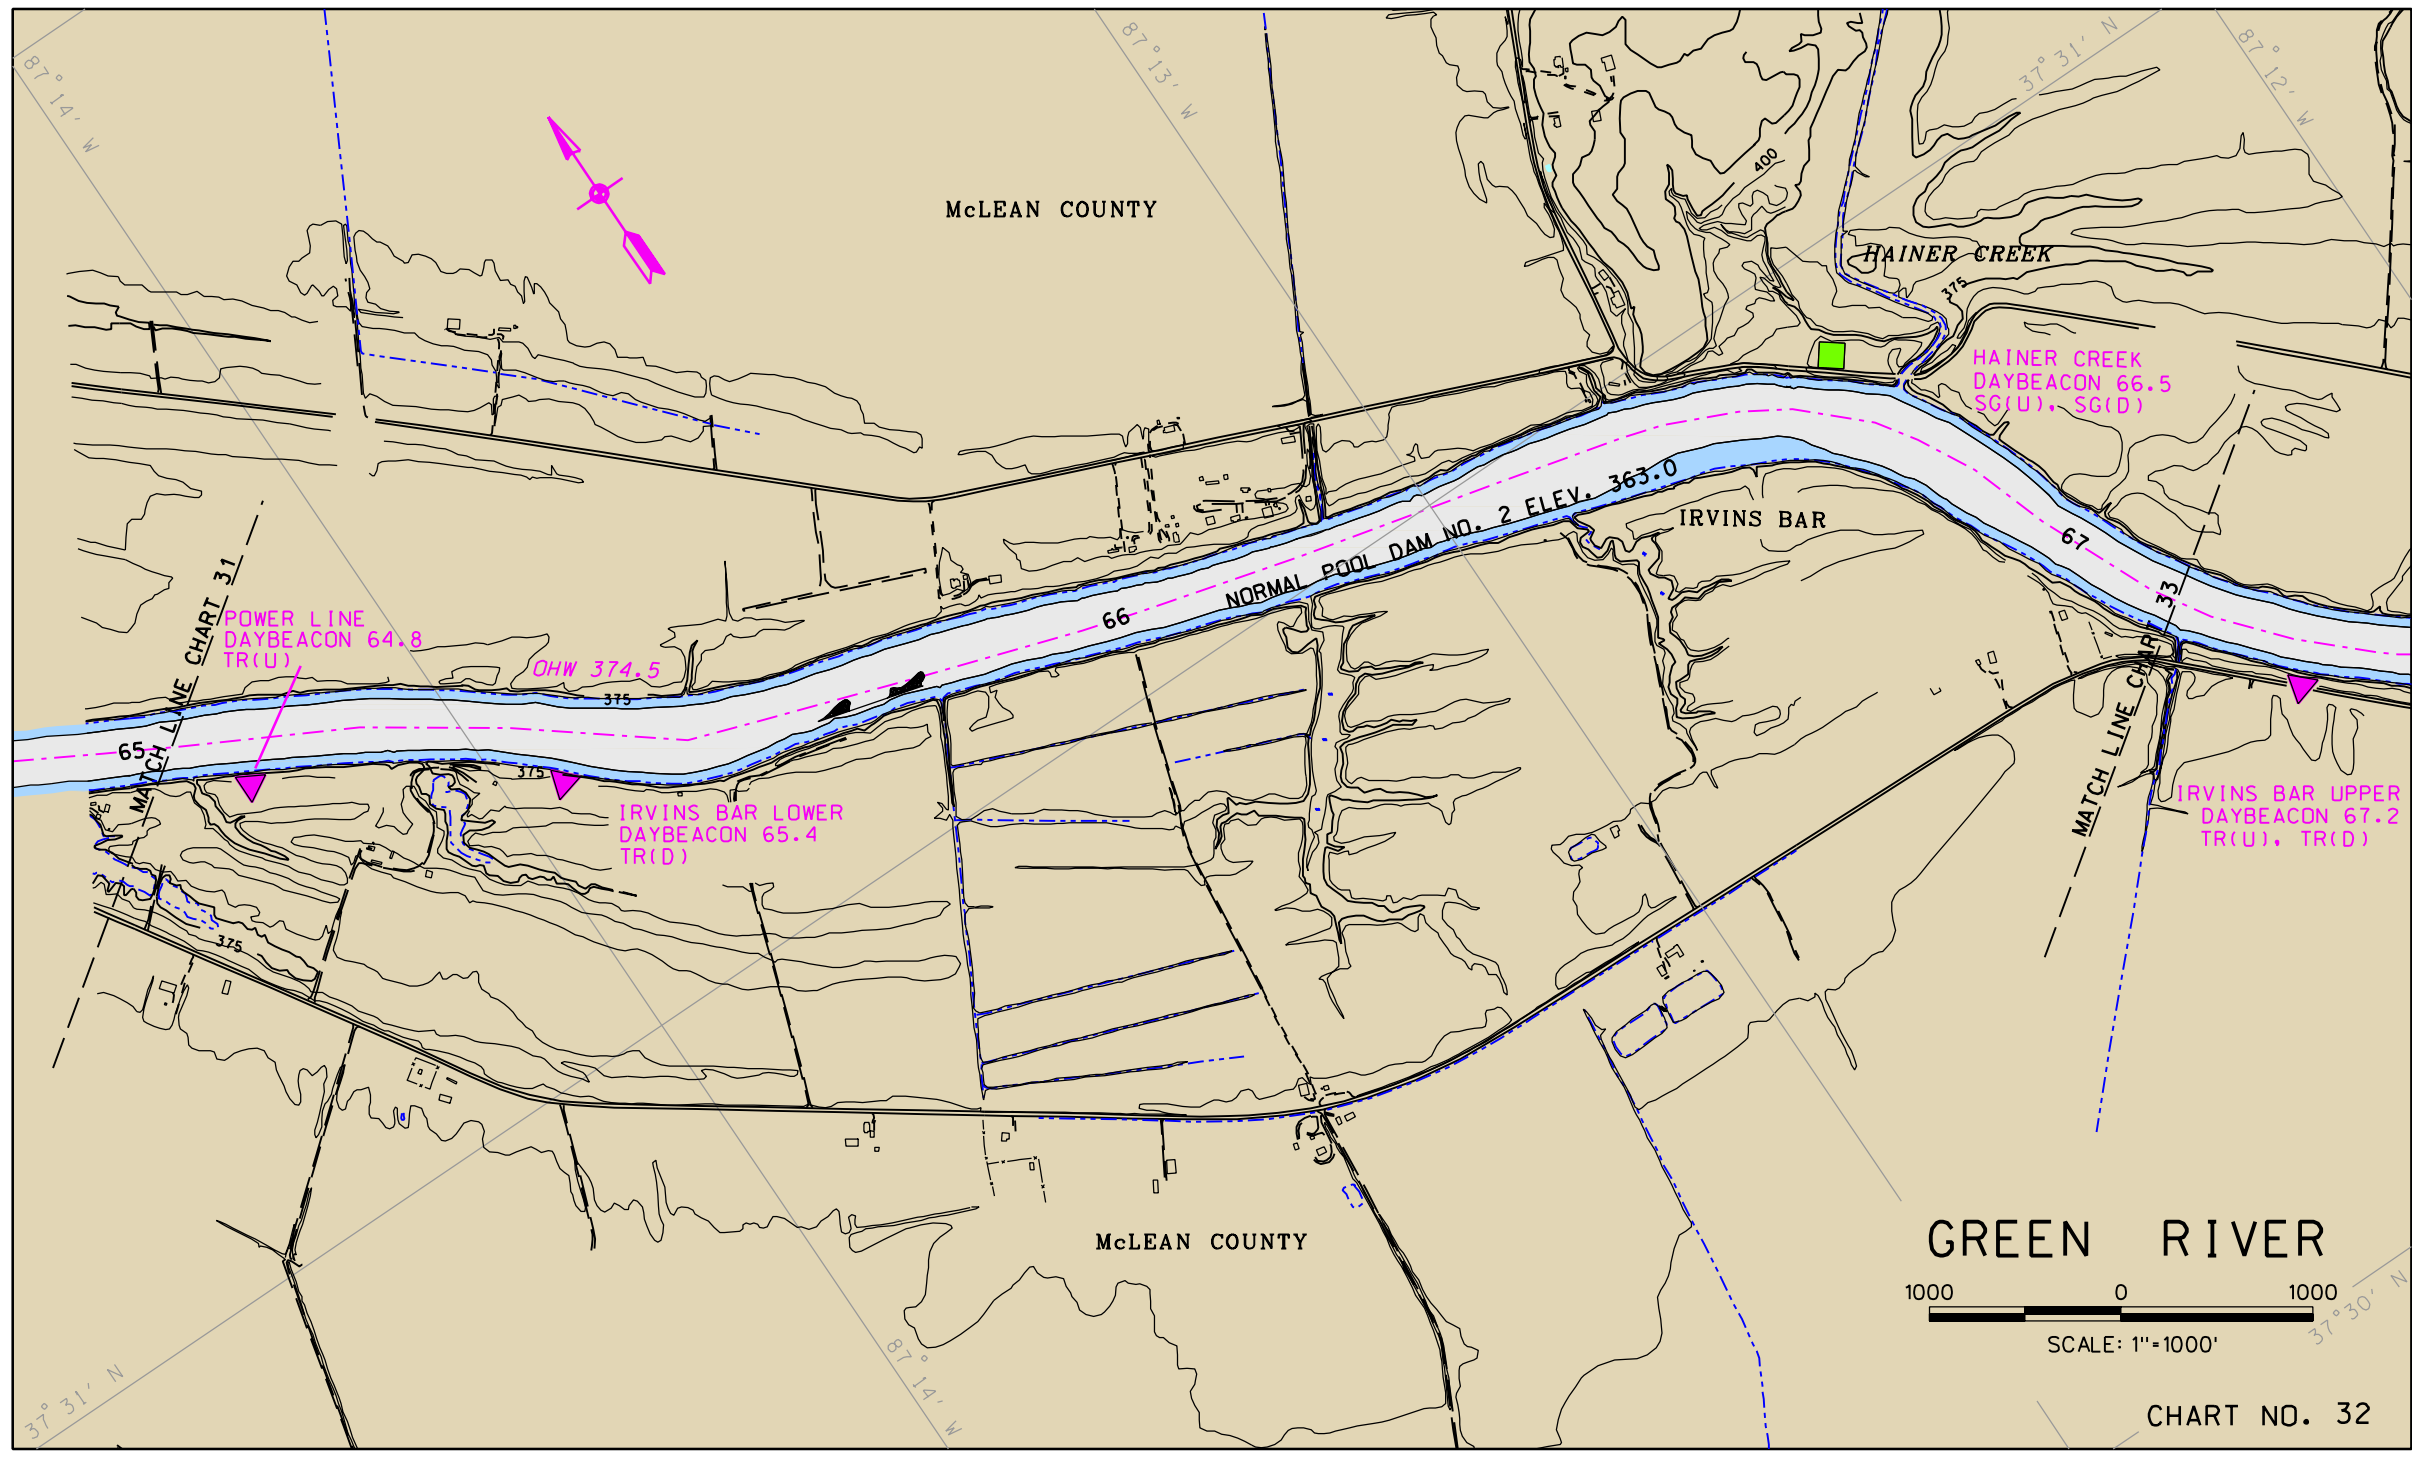 87° 14' W
87° 13' W
37° 31' N
87° 12' W
McLEAN COUNTY
400
HAINER CREEK
375
HAINER CREEK
DAYBEACON 66.5
SG(U), SG(D)
NORMAL POOL DAM NO. 2 ELEV. 363.0
IRVINS BAR
67
MATCH LINE CHART 31
POWER LINE
DAYBEACON 64.8
TR(U)
OHW 374.5
66
375
65
375
MATCH LINE CHART 33
IRVINS BAR LOWER
DAYBEACON 65.4
TR(D)
IRVINS BAR UPPER
DAYBEACON 67.2
TR(U), TR(D)
375
McLEAN COUNTY
GREEN RIVER
1000 0 1000
SCALE: 1"=1000'
37° 30' N
87° 14' W
37° 31' N
CHART NO. 32